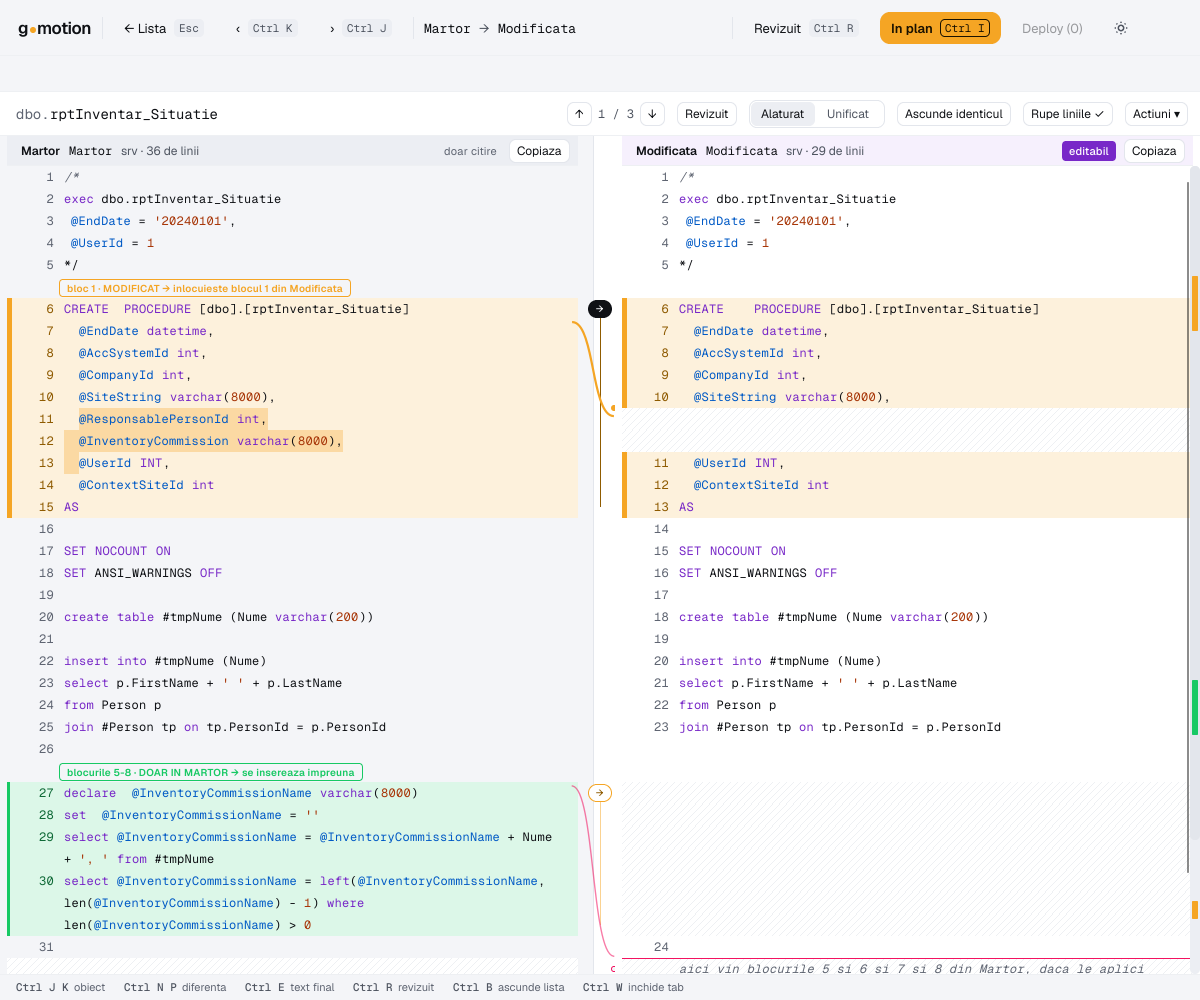 g•motion
← Lista Esc
‹ Ctrl K
› Ctrl J
Martor → Modificata
Revizuit Ctrl R
In plan Ctrl I
Deploy (0)
dbo.rptInventar_Situatie
↑ 1 / 3 ↓
Revizuit
Alaturat Unificat
Ascunde identicul
Rupe liniile ✓
Actiuni ▾
Martor Martor srv · 36 de linii doar citire Copiaza
1 /*
2 exec dbo.rptInventar_Situatie
3 @EndDate = '20240101',
4 @UserId = 1
5 */
bloc 1 · MODIFICAT → inlocuieste blocul 1 din Modificata
6 CREATE  PROCEDURE [dbo].[rptInventar_Situatie]
7 @EndDate datetime,
8 @AccSystemId int,
9 @CompanyId int,
10 @SiteString varchar(8000),
11 @ResponsablePersonId int,
12 @InventoryCommission varchar(8000),
13 @UserId INT,
14 @ContextSiteId int
15 AS
16
17 SET NOCOUNT ON
18 SET ANSI_WARNINGS OFF
19
20 create table #tmpNume (Nume varchar(200))
21
22 insert into #tmpNume (Nume)
23 select p.FirstName + ' ' + p.LastName
24 from Person p
25 join #Person tp on tp.PersonId = p.PersonId
26
blocurile 5-8 · DOAR IN MARTOR → se insereaza impreuna
27 declare  @InventoryCommissionName varchar(8000)
28 set  @InventoryCommissionName = ''
29 select @InventoryCommissionName = @InventoryCommissionName + Nume
+ ', ' from #tmpNume
30 select @InventoryCommissionName = left(@InventoryCommissionName,
len(@InventoryCommissionName) - 1) where
len(@InventoryCommissionName) > 0
31
→
→
Modificata Modificata srv · 29 de linii editabil Copiaza
1 /*
2 exec dbo.rptInventar_Situatie
3 @EndDate = '20240101',
4 @UserId = 1
5 */
6 CREATE    PROCEDURE [dbo].[rptInventar_Situatie]
7 @EndDate datetime,
8 @AccSystemId int,
9 @CompanyId int,
10 @SiteString varchar(8000),
11 @UserId INT,
12 @ContextSiteId int
13 AS
14
15 SET NOCOUNT ON
16 SET ANSI_WARNINGS OFF
17
18 create table #tmpNume (Nume varchar(200))
19
20 insert into #tmpNume (Nume)
21 select p.FirstName + ' ' + p.LastName
22 from Person p
23 join #Person tp on tp.PersonId = p.PersonId
24
aici vin blocurile 5 si 6 si 7 si 8 din Martor, daca le aplici
Ctrl J K obiect
Ctrl N P diferenta
Ctrl E text final
Ctrl R revizuit
Ctrl B ascunde lista
Ctrl W inchide tab